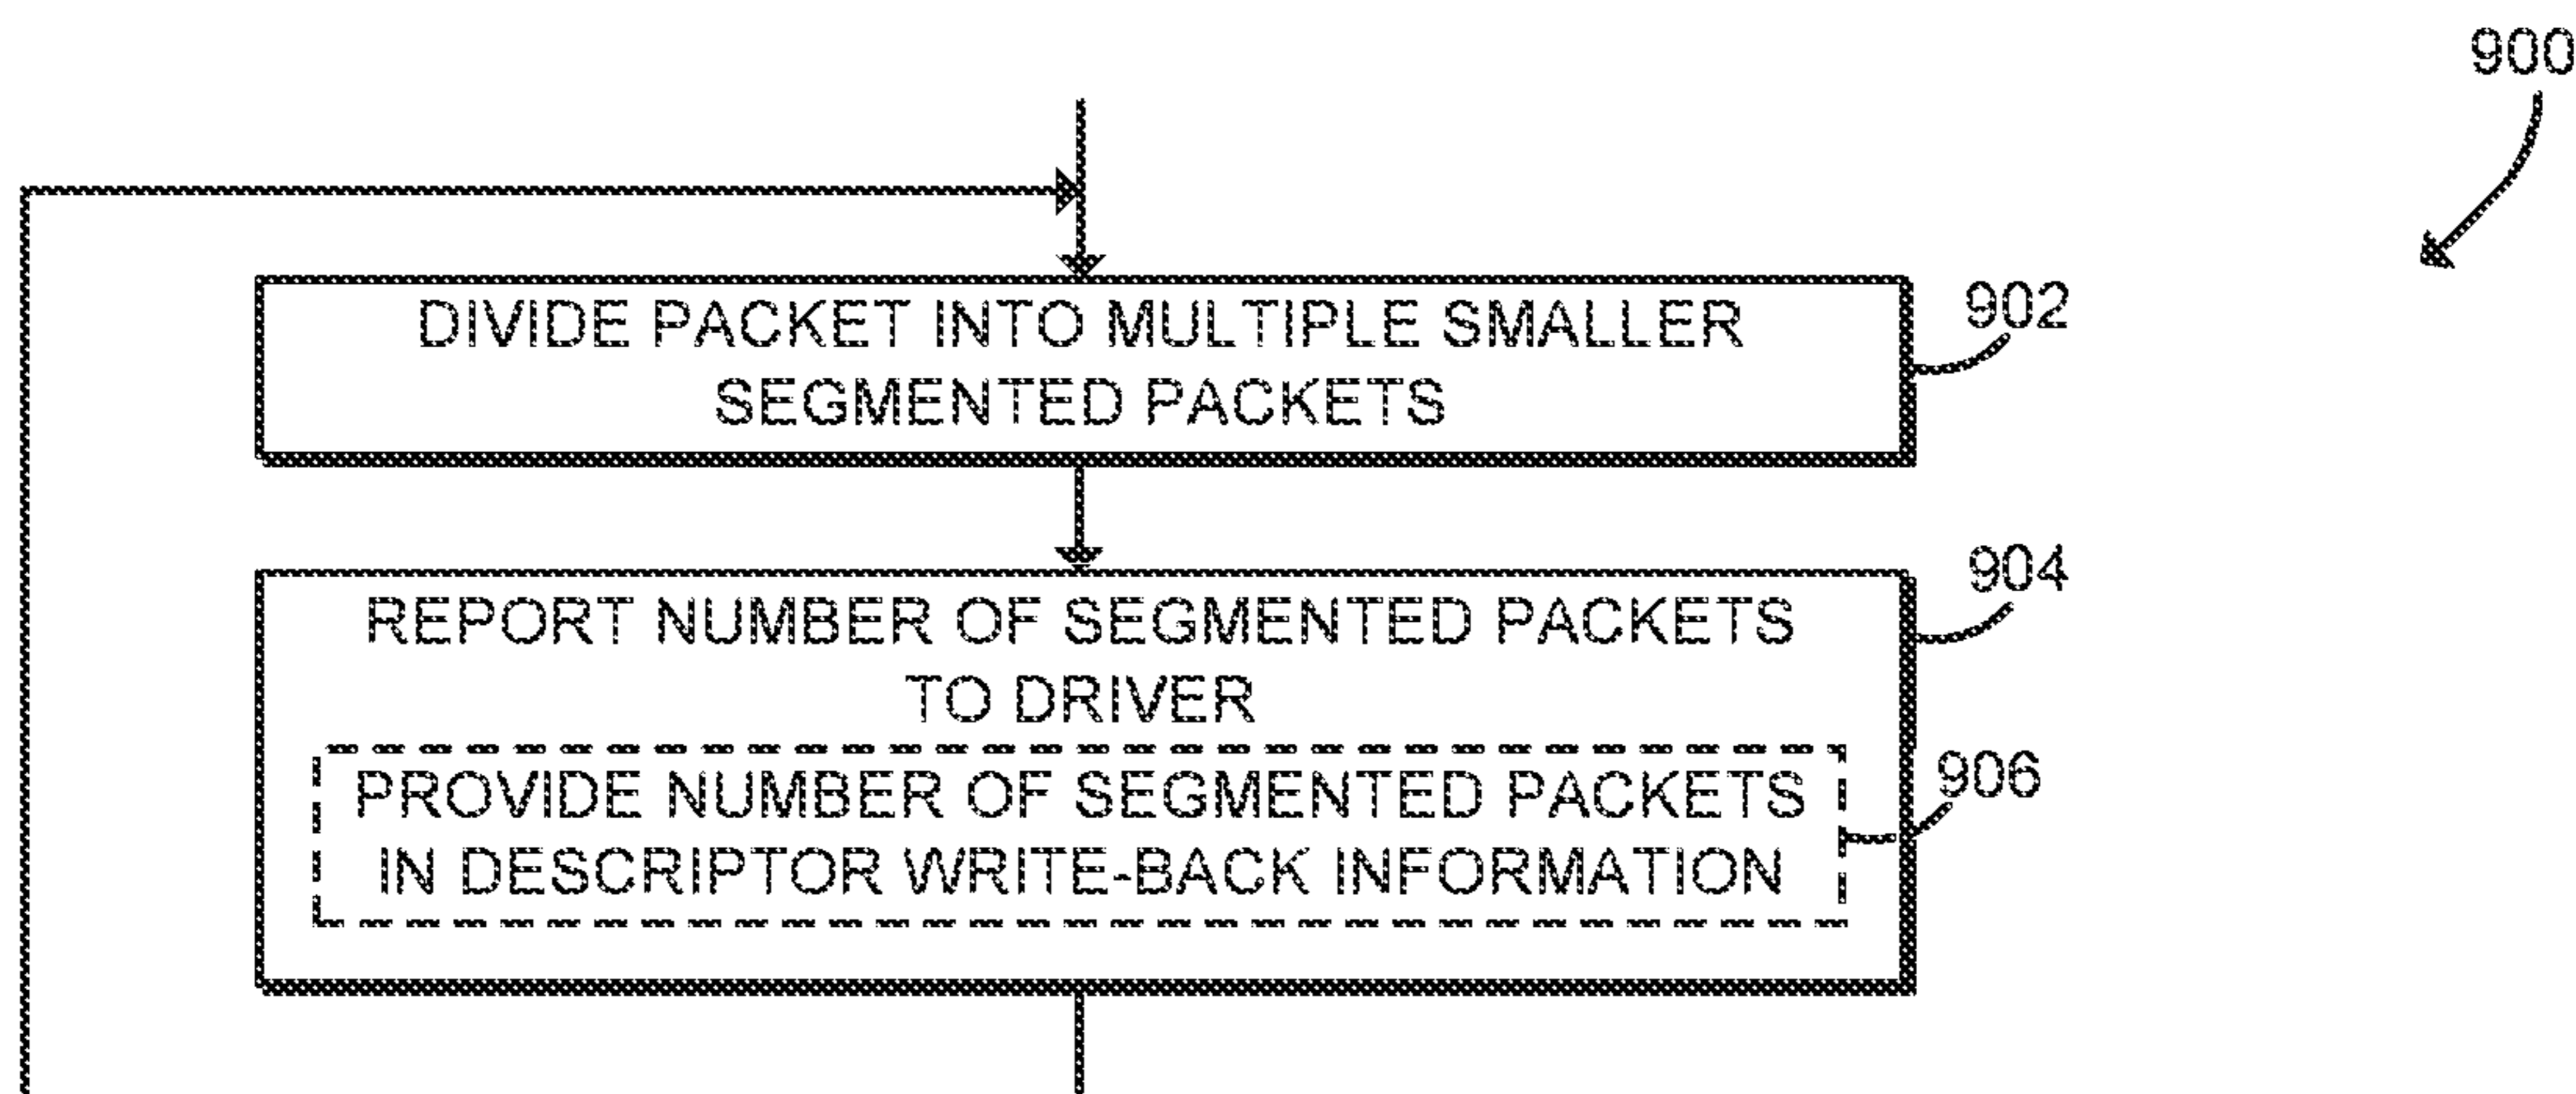 900
DIVIDE PACKET INTO MULTIPLE SMALLER
SEGMENTED PACKETS
902
REPORT NUMBER OF SEGMENTED PACKETS
TO DRIVER
904
PROVIDE NUMBER OF SEGMENTED PACKETS
IN DESCRIPTOR WRITE-BACK INFORMATION
906